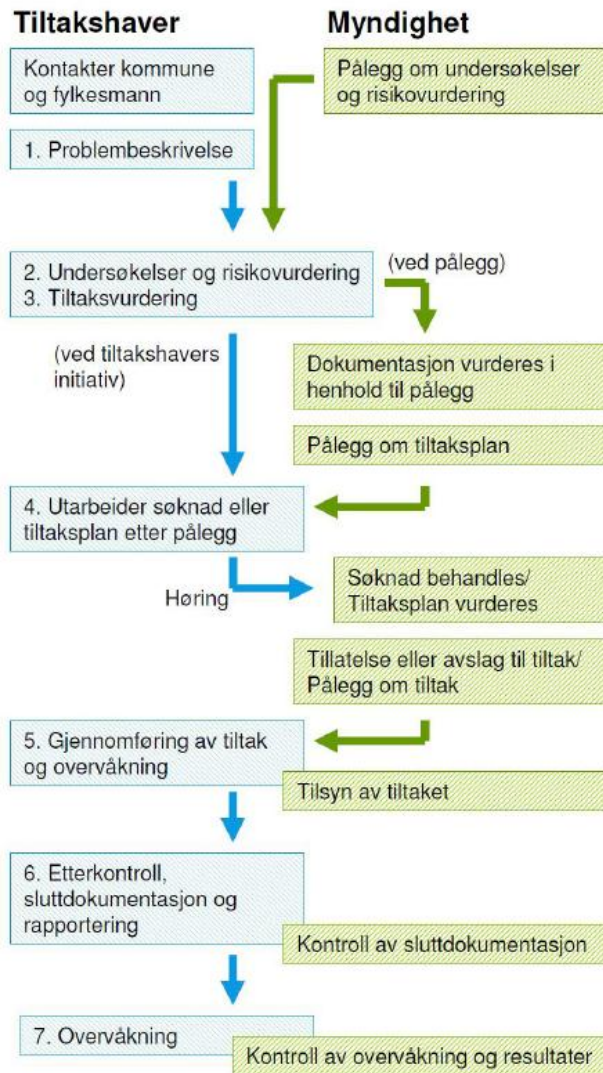 Tiltakshaver
Myndighet
Kontakter kommune
og fylkesmann
Pålegg om undersøkelser
og risikovurdering
1. Problembeskrivelse
2. Undersøkelser og risikovurdering
3. Tiltaksvurdering
(ved pålegg)
(ved tiltakshavers
initiativ)
Dokumentasjon vurderes i
henhold til pålegg
Pålegg om tiltaksplan
4. Utarbeider søknad eller
tiltaksplan etter pålegg
Høring
Søknad behandles/
Tiltaksplan vurderes
Tillatelse eller avslag til tiltak/
Pålegg om tiltak
5. Gjennomføring av tiltak
og overvåkning
Tilsyn av tiltaket
6. Etterkontroll,
sluttdokumentasjon og
rapportering
Kontroll av sluttdokumentasjon
7. Overvåkning
Kontroll av overvåkning og resultater